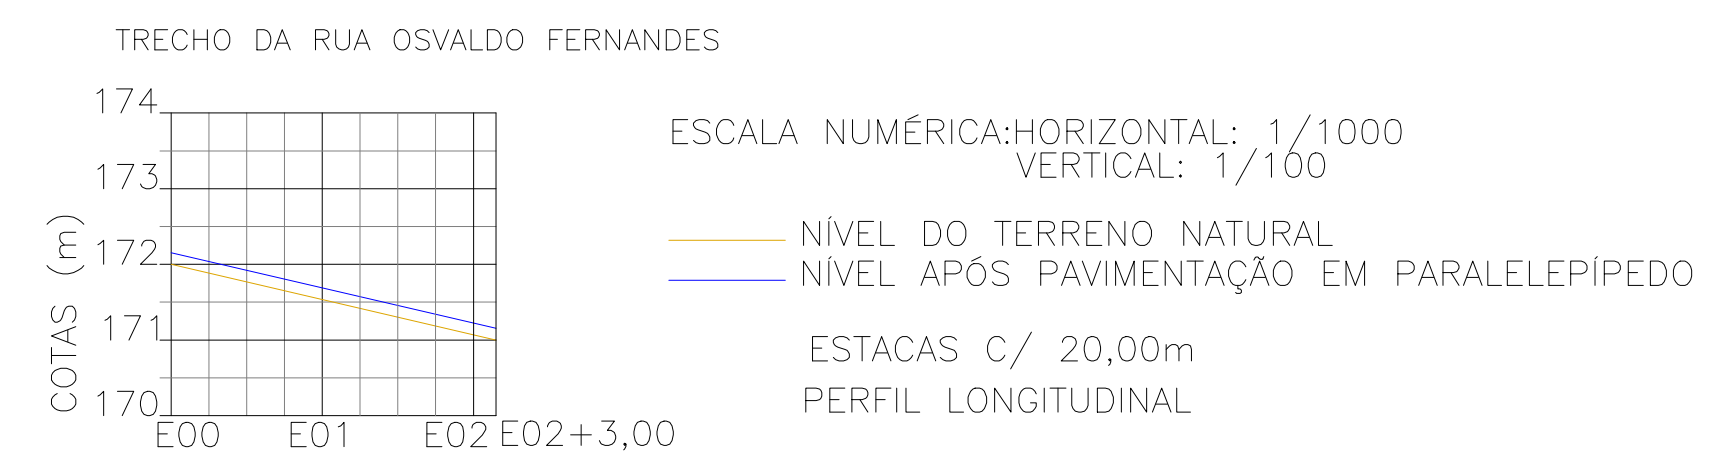 TRECHO DA RUA OSVALDO FERNANDES
174
173
172
171
170
COTAS (m)
E00 E01 E02 E02+3,00
ESCALA NUMÉRICA:HORIZONTAL: 1/1000
VERTICAL: 1/100
NÍVEL DO TERRENO NATURAL
NÍVEL APÓS PAVIMENTAÇÃO EM PARALELEPÍPEDO
ESTACAS C/ 20,00m
PERFIL LONGITUDINAL